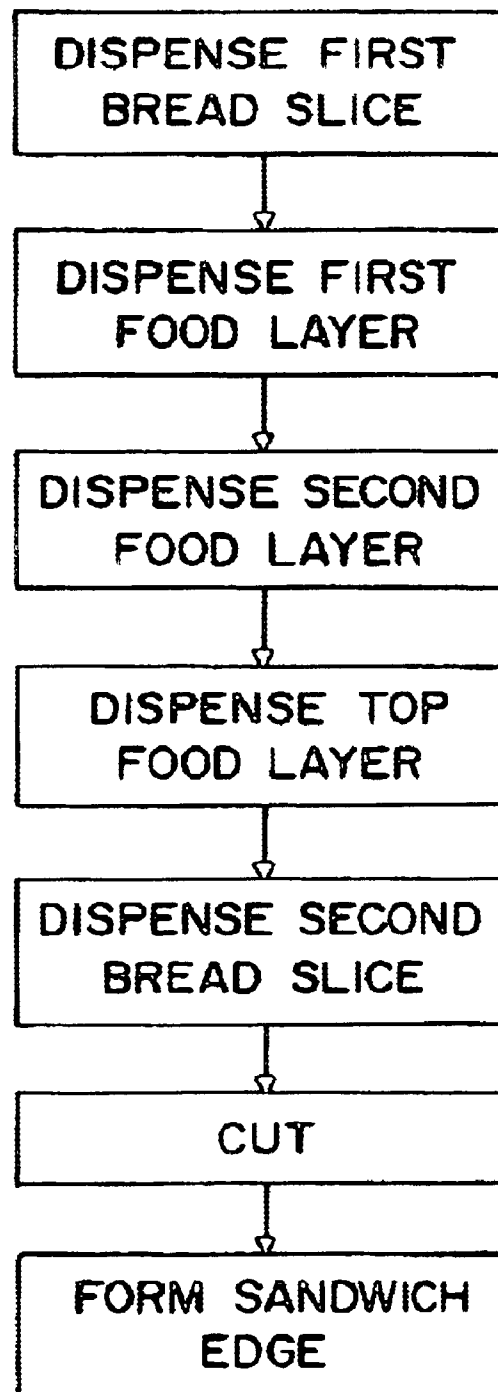 DISPENSE FIRST
BREAD SLICE
DISPENSE FIRST
FOOD LAYER
DISPENSE SECOND
FOOD LAYER
DISPENSE TOP
FOOD LAYER
DISPENSE SECOND
BREAD SLICE
CUT
FORM SANDWICH
EDGE